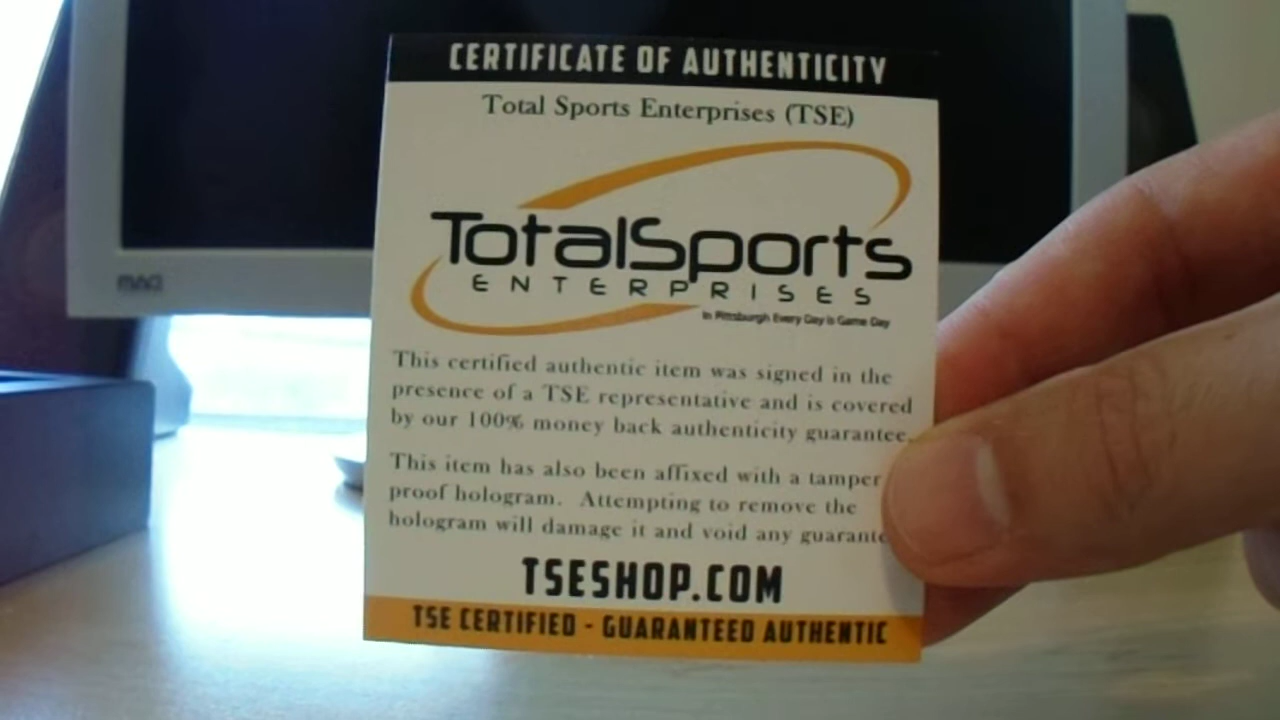 CERTIFICATE OF AUTHENTICITY
Total Sports Enterprises (TSE)
TotalSports
ENTERPRISES
In Pittsburgh Every Day is Game Day
This certified authentic item was signed in the
presence of a TSE representative and is covered
by our 100% money back authenticity guarantee.
This item has also been affixed with a tamper
proof hologram. Attempting to remove the
hologram will damage it and void any guarante
TSESHOP.COM
TSE CERTIFIED - GUARANTEED AUTHENTIC
MAG